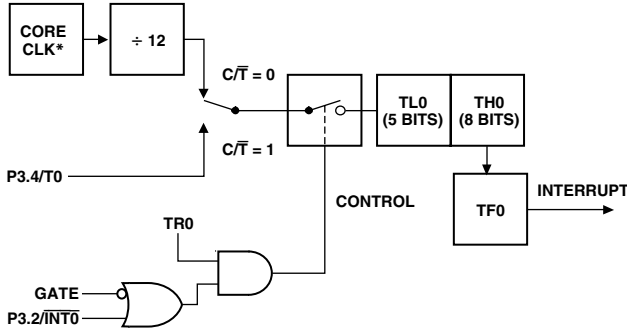 CORE
CLK*
÷ 12
C/T̅ = 0
C/T̅ = 1
TL0
(5 BITS)
TH0
(8 BITS)
P3.4/T0
TF0
INTERRUPT
CONTROL
TR0
GATE
P3.2/I̅N̅T̅0̅